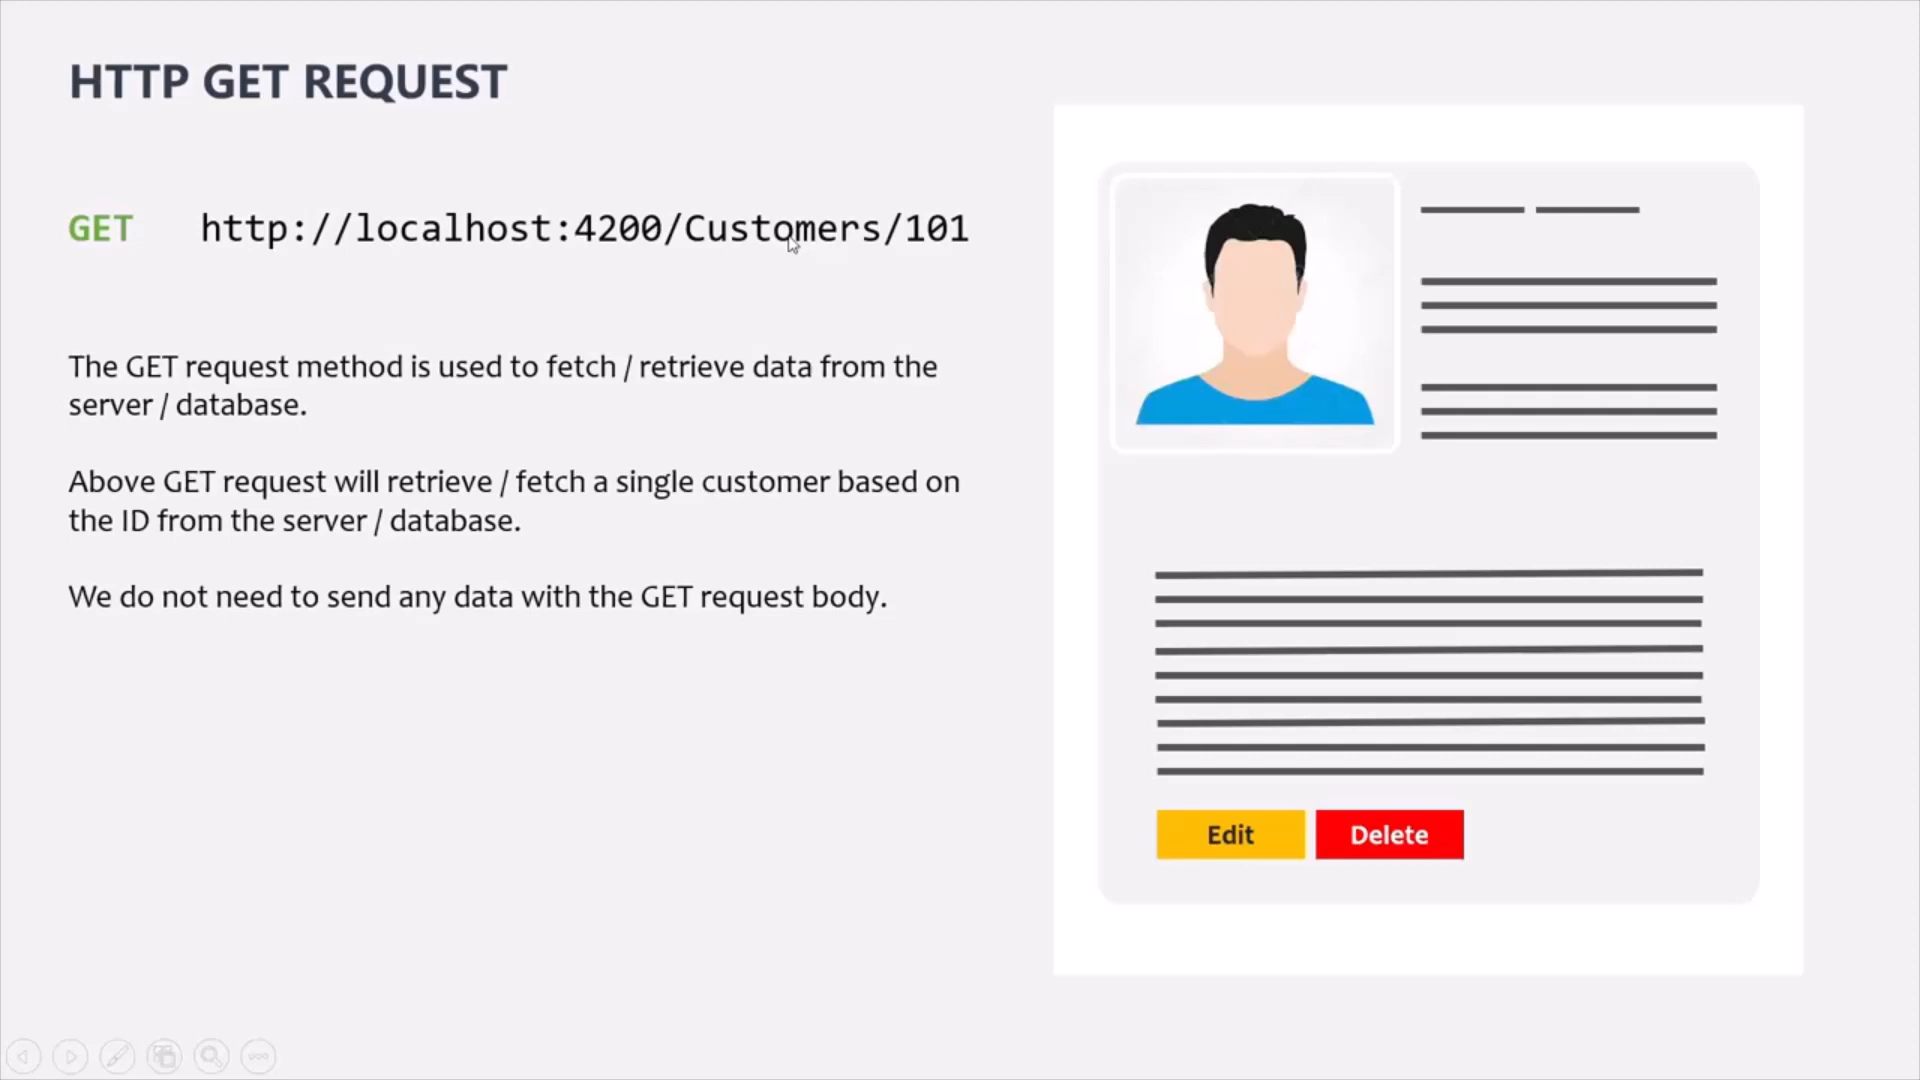 HTTP GET REQUEST
GET http://localhost:4200/Customers/101
The GET request method is used to fetch / retrieve data from the
server / database.
Above GET request will retrieve / fetch a single customer based on
the ID from the server / database.
We do not need to send any data with the GET request body.
Edit Delete